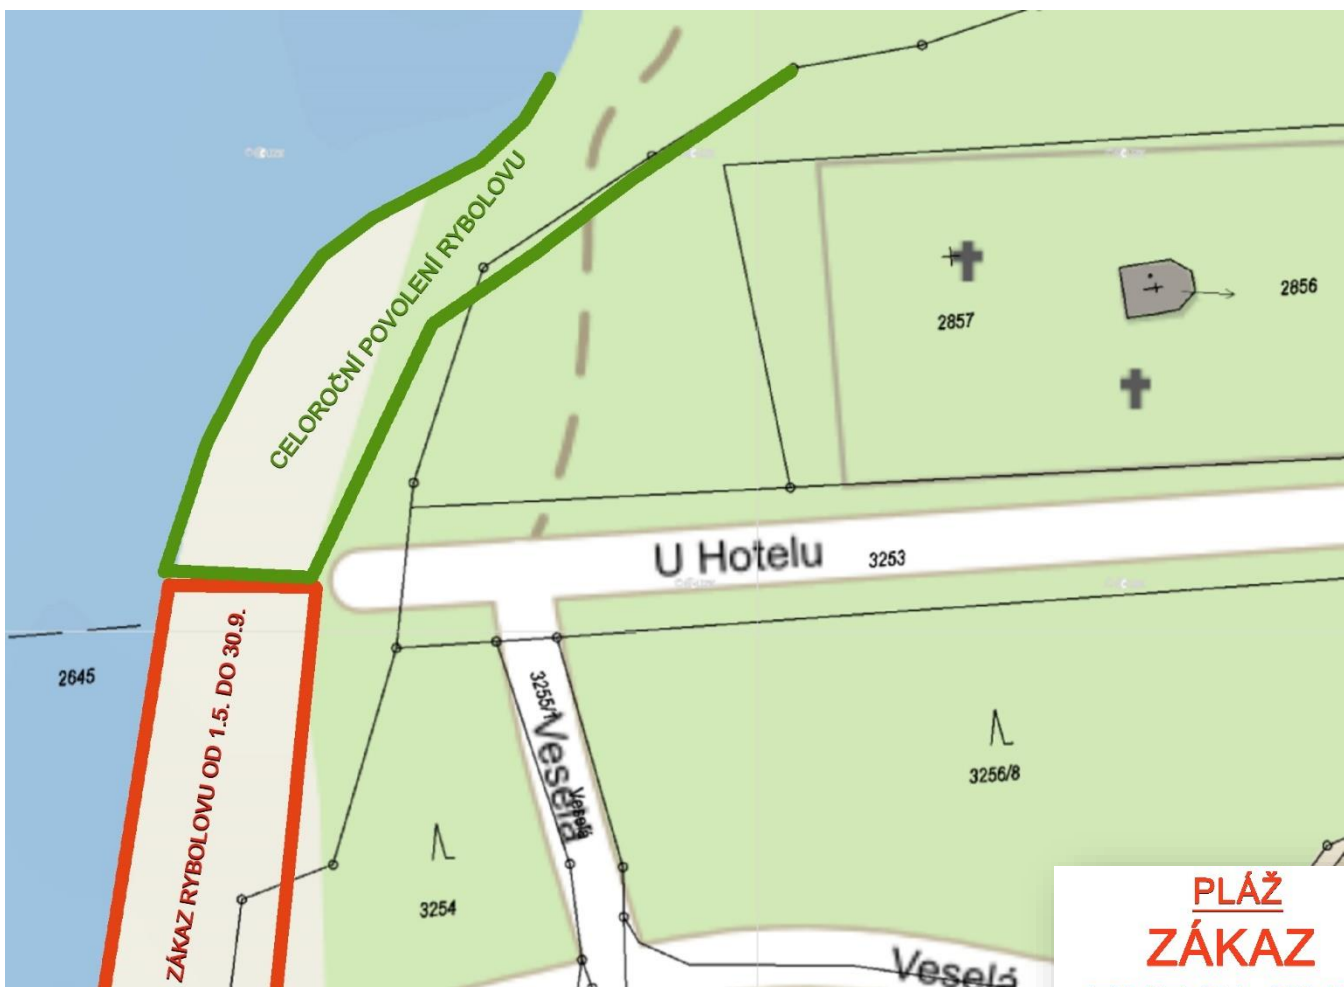 CELOROČNÍ POVOLENÍ RYBOLOVU
2857
2856
U Hotelu
3253
ZÁKAZ RYBOLOVU OD 1.5. DO 30.9.
2645
3255/1
Veselá
Veselá
3256/8
3254
PLÁŽ
ZÁKAZ
Veselá